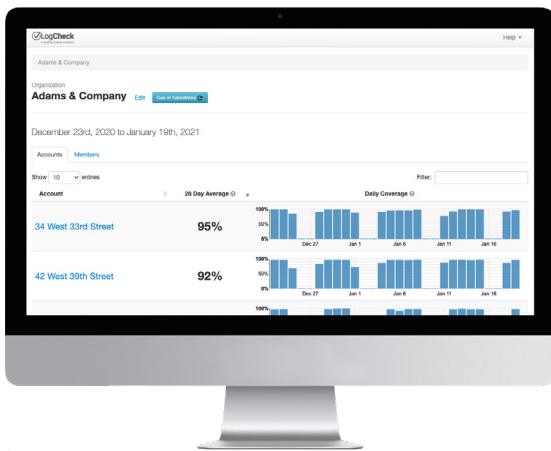 LogCheck
Help
Adams & Company
Organization
Adams & Company Edit
December 23rd, 2020 to January 19th, 2021
Accounts Members
Show 10 entries Filter:
Account 28 Day Average Daily Coverage
34 West 33rd Street 95%
100%
50%
0%
Dec 27 Jan 1 Jan 6 Jan 11 Jan 16
42 West 39th Street 92%
100%
50%
0%
Dec 27 Jan 1 Jan 6 Jan 11 Jan 16
100%